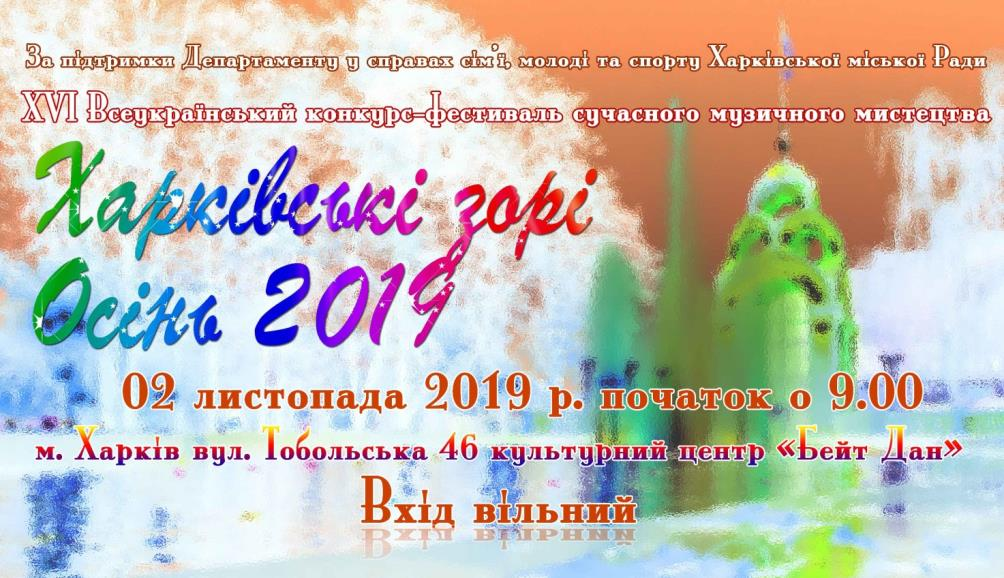 За підтримки Департаменту у справах сім'ї, молоді та спорту Харківської міської Ради
XVI Всеукраїнський конкурс-фестиваль сучасного музичного мистецтва
Харківські зорі
Осінь 2019
02 листопада 2019 р. початок о 9.00
м. Харків вул. Тобольська 46 культурний центр «Бейт Дан»
Вхід вільний